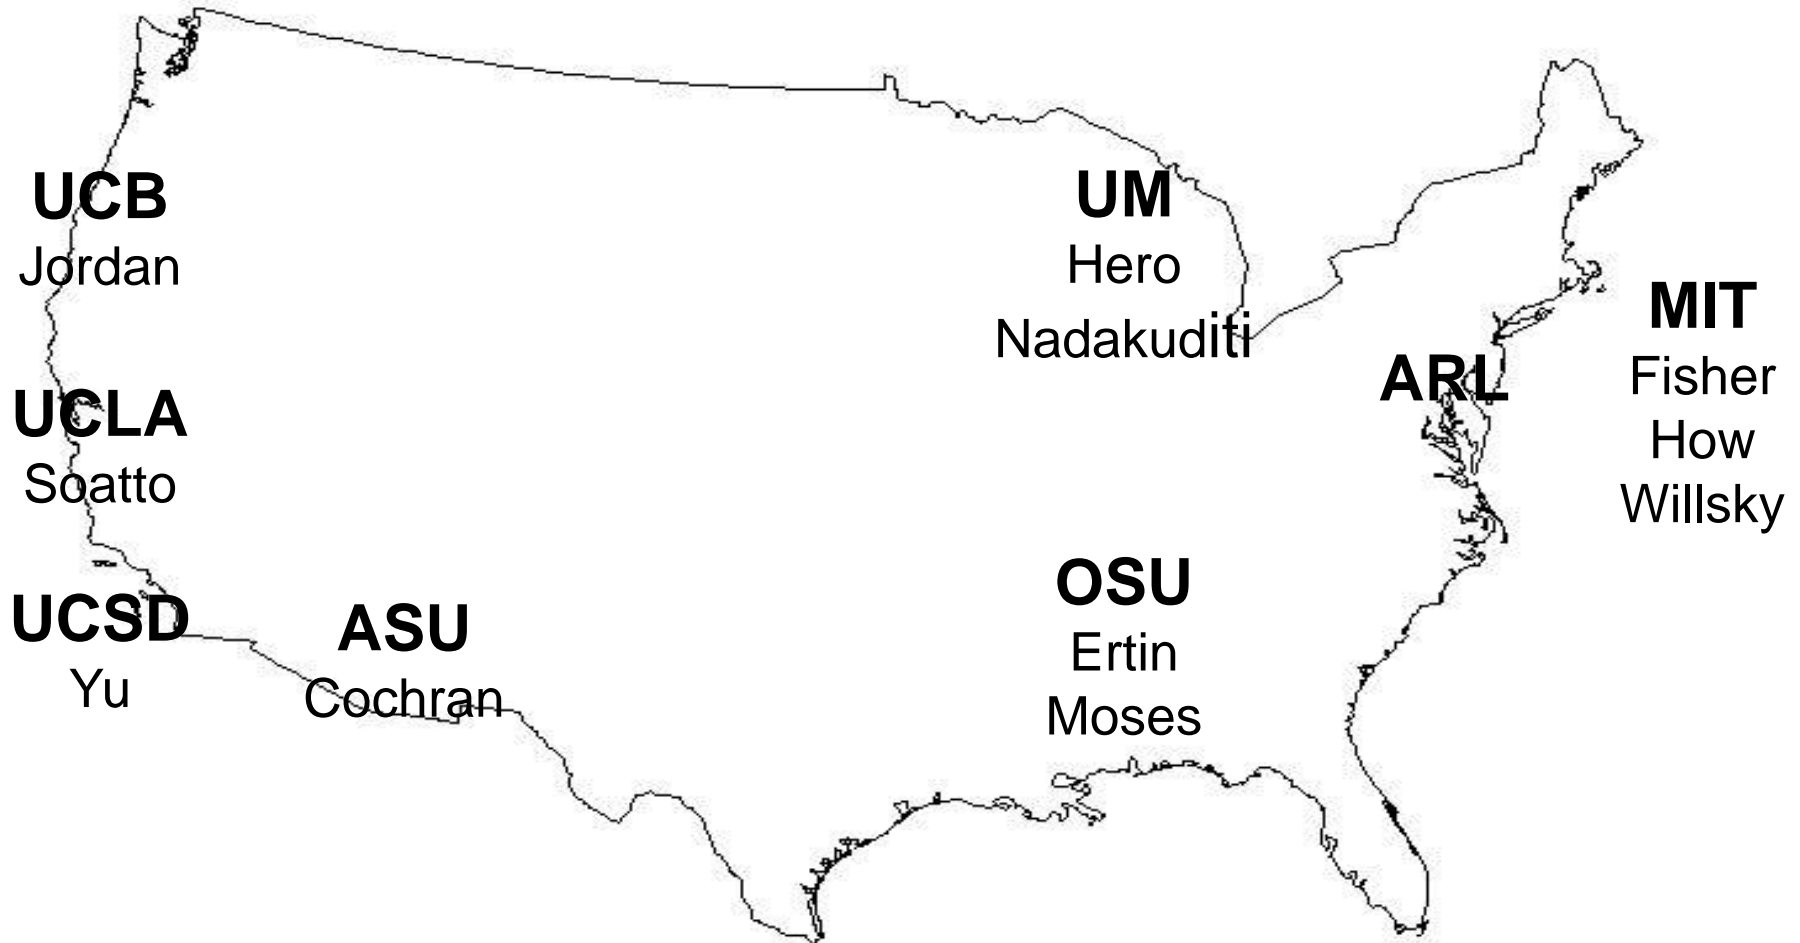 UCB
Jordan
UCLA
Soatto
UCSD
Yu
ASU
Cochran
UM
Hero
Nadakuditi
OSU
Ertin
Moses
ARL
MIT
Fisher
How
Willsky